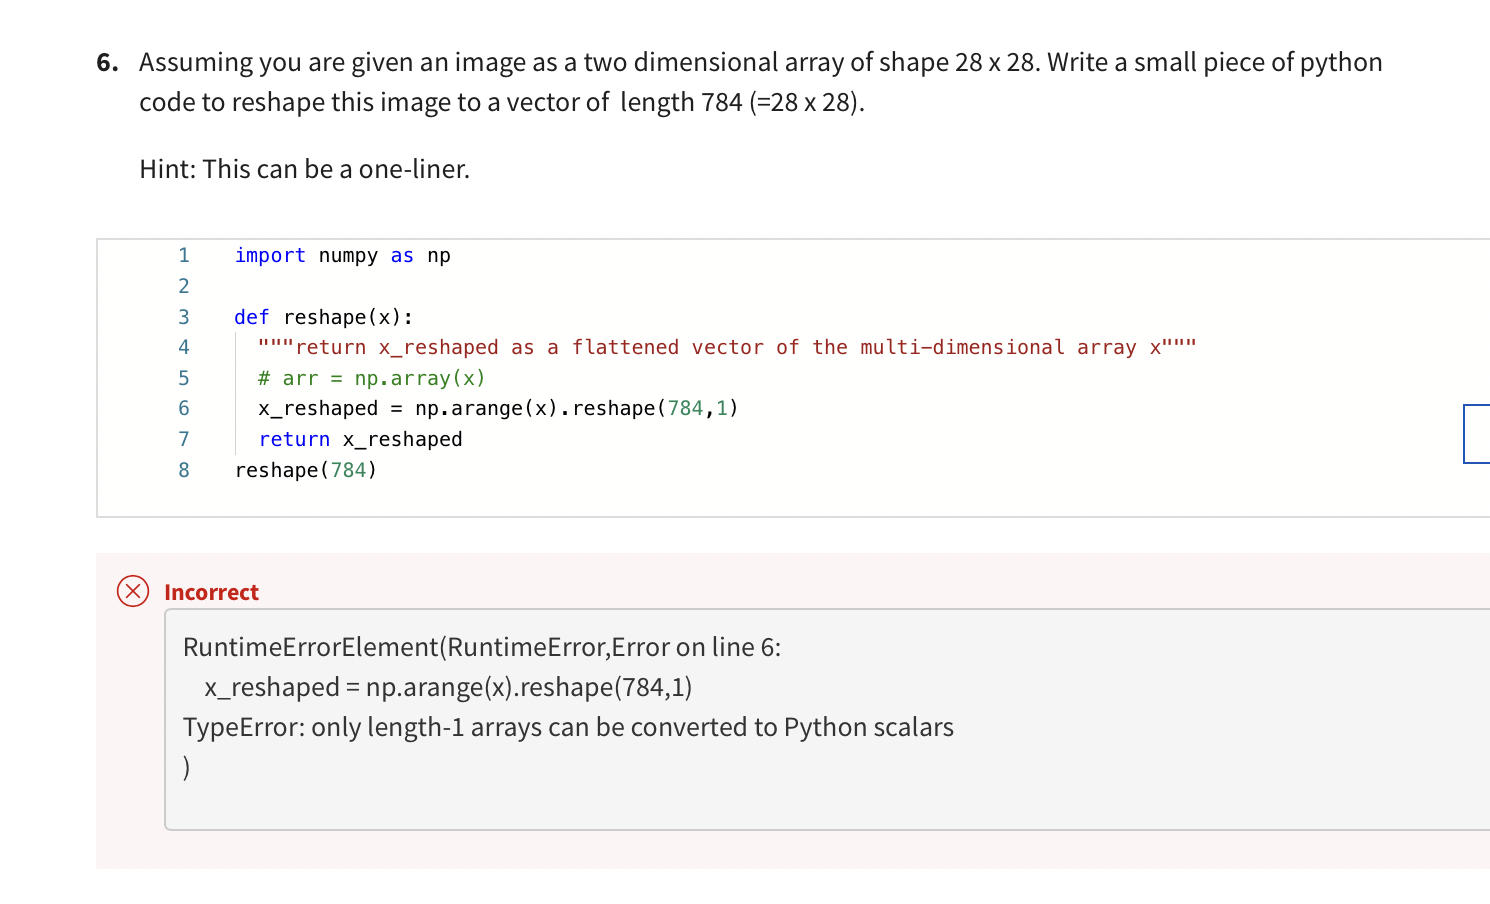 6. Assuming you are given an image as a two dimensional array of shape 28 x 28. Write a small piece of python
code to reshape this image to a vector of  length 784 (=28 x 28).
Hint: This can be a one-liner.
1 import numpy as np
2
3 def reshape(x):
4   """return x_reshaped as a flattened vector of the multi-dimensional array x"""
5   # arr = np.array(x)
6   x_reshaped = np.arange(x).reshape(784,1)
7   return x_reshaped
8 reshape(784)
Incorrect
RuntimeErrorElement(RuntimeError,Error on line 6:
x_reshaped = np.arange(x).reshape(784,1)
TypeError: only length-1 arrays can be converted to Python scalars
)